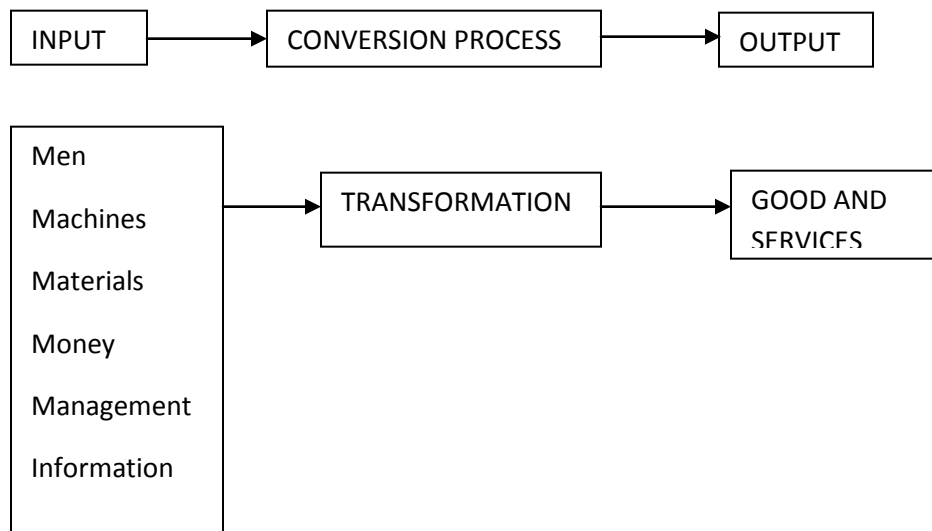 INPUT
CONVERSION PROCESS
OUTPUT
Men
Machines
Materials
Money
Management
Information
TRANSFORMATION
GOOD AND
SERVICES